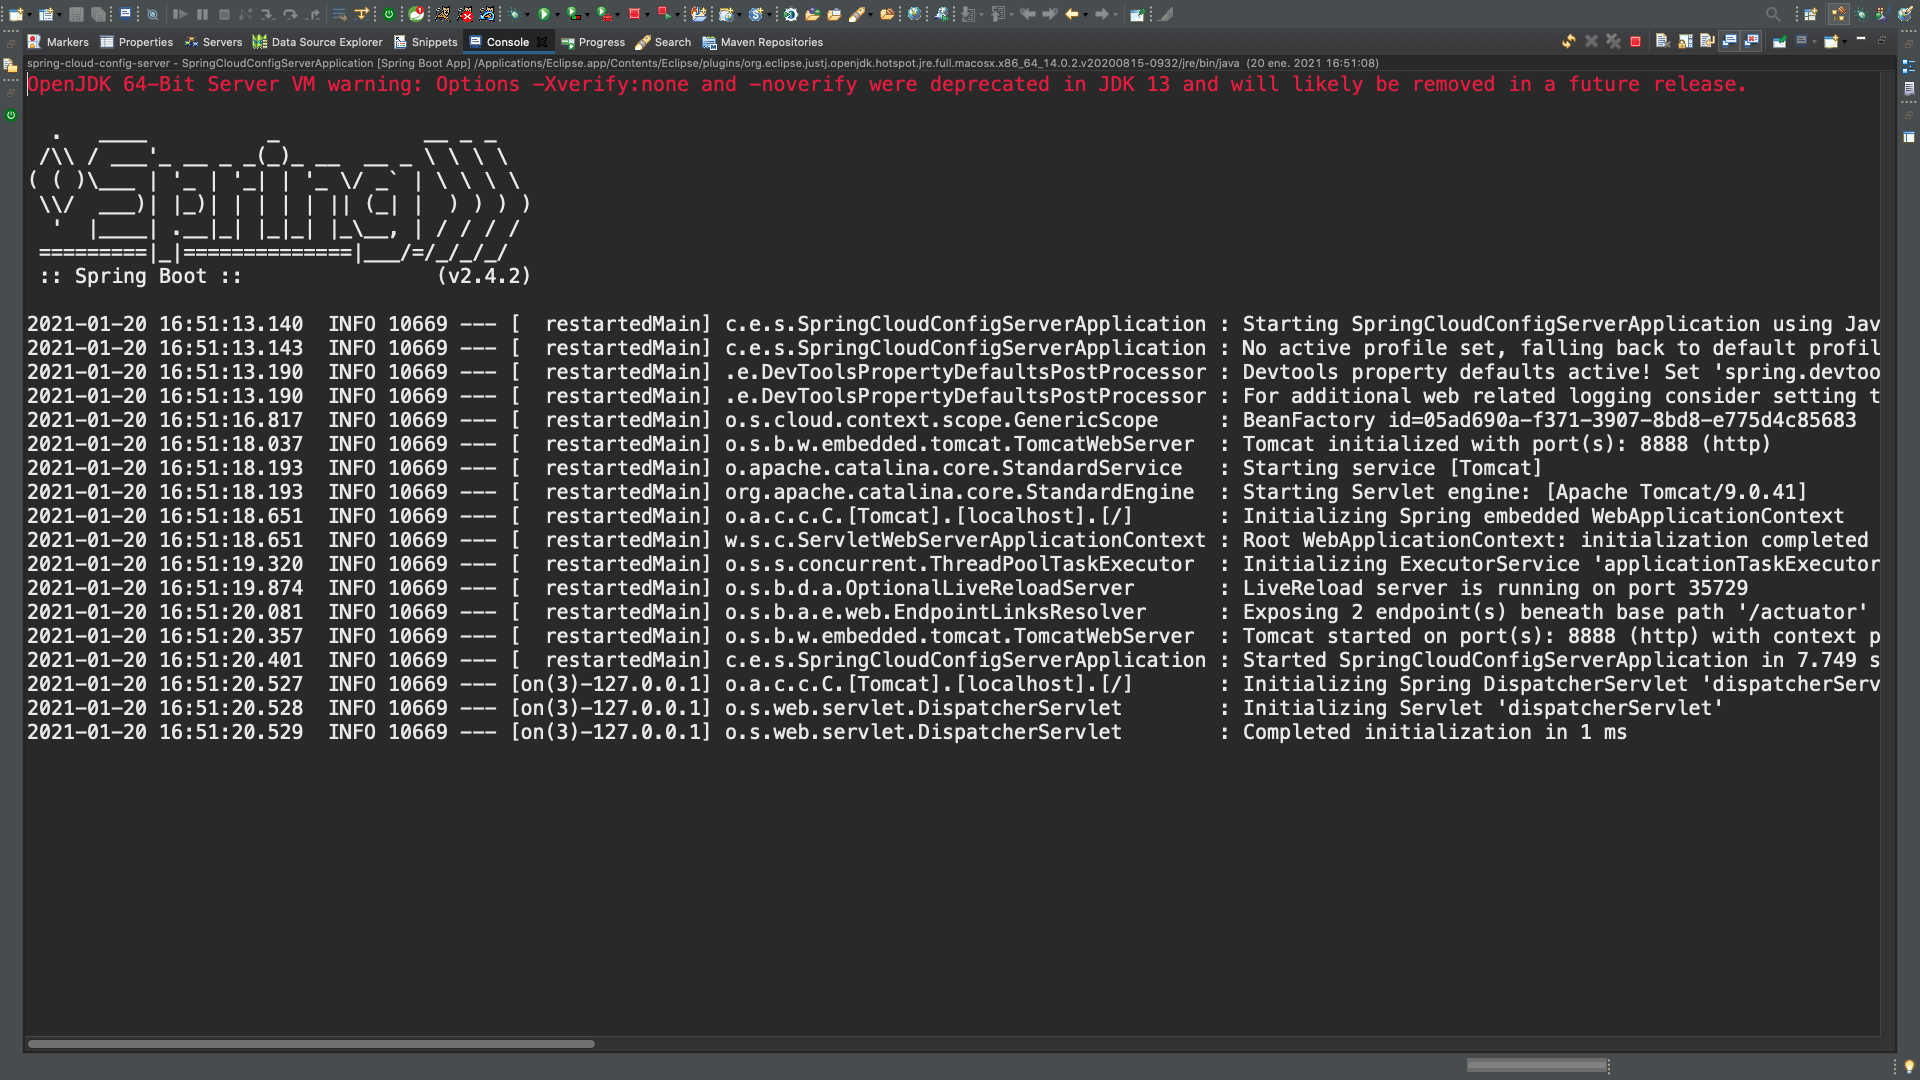 Markers Properties Servers Data Source Explorer Snippets Console Progress Search Maven Repositories
spring-cloud-config-server - SpringCloudConfigServerApplication [Spring Boot App] /Applications/Eclipse.app/Contents/Eclipse/plugins/org.eclipse.justj.openjdk.hotspot.jre.full.macosx.x86_64_14.0.2.v20200815-0932/jre/bin/java (20 ene. 2021 16:51:08)
OpenJDK 64-Bit Server VM warning: Options -Xverify:none and -noverify were deprecated in JDK 13 and will likely be removed in a future release.
  .   ____          _            __ _ _
 /\\ / ___'_ __ _ _(_)_ __  __ _ \ \ \ \
( ( )\___ | '_ | '_| | '_ \/ _` | \ \ \ \
 \\/  ___)| |_)| | | | | || (_| |  ) ) ) )
  '  |____| .__|_| |_|_| |_\__, | / / / /
 =========|_|==============|___/=/_/_/_/
 :: Spring Boot ::                (v2.4.2)
2021-01-20 16:51:13.140  INFO 10669 --- [  restartedMain] c.e.s.SpringCloudConfigServerApplication : Starting SpringCloudConfigServerApplication using Jav
2021-01-20 16:51:13.143  INFO 10669 --- [  restartedMain] c.e.s.SpringCloudConfigServerApplication : No active profile set, falling back to default profil
2021-01-20 16:51:13.190  INFO 10669 --- [  restartedMain] .e.DevToolsPropertyDefaultsPostProcessor : Devtools property defaults active! Set 'spring.devtoo
2021-01-20 16:51:13.190  INFO 10669 --- [  restartedMain] .e.DevToolsPropertyDefaultsPostProcessor : For additional web related logging consider setting t
2021-01-20 16:51:16.817  INFO 10669 --- [  restartedMain] o.s.cloud.context.scope.GenericScope     : BeanFactory id=05ad690a-f371-3907-8bd8-e775d4c85683
2021-01-20 16:51:18.037  INFO 10669 --- [  restartedMain] o.s.b.w.embedded.tomcat.TomcatWebServer  : Tomcat initialized with port(s): 8888 (http)
2021-01-20 16:51:18.193  INFO 10669 --- [  restartedMain] o.apache.catalina.core.StandardService   : Starting service [Tomcat]
2021-01-20 16:51:18.193  INFO 10669 --- [  restartedMain] org.apache.catalina.core.StandardEngine  : Starting Servlet engine: [Apache Tomcat/9.0.41]
2021-01-20 16:51:18.651  INFO 10669 --- [  restartedMain] o.a.c.c.C.[Tomcat].[localhost].[/]       : Initializing Spring embedded WebApplicationContext
2021-01-20 16:51:18.651  INFO 10669 --- [  restartedMain] w.s.c.ServletWebServerApplicationContext : Root WebApplicationContext: initialization completed
2021-01-20 16:51:19.320  INFO 10669 --- [  restartedMain] o.s.s.concurrent.ThreadPoolTaskExecutor  : Initializing ExecutorService 'applicationTaskExecutor
2021-01-20 16:51:19.874  INFO 10669 --- [  restartedMain] o.s.b.d.a.OptionalLiveReloadServer       : LiveReload server is running on port 35729
2021-01-20 16:51:20.081  INFO 10669 --- [  restartedMain] o.s.b.a.e.web.EndpointLinksResolver      : Exposing 2 endpoint(s) beneath base path '/actuator'
2021-01-20 16:51:20.357  INFO 10669 --- [  restartedMain] o.s.b.w.embedded.tomcat.TomcatWebServer  : Tomcat started on port(s): 8888 (http) with context p
2021-01-20 16:51:20.401  INFO 10669 --- [  restartedMain] c.e.s.SpringCloudConfigServerApplication : Started SpringCloudConfigServerApplication in 7.749 s
2021-01-20 16:51:20.527  INFO 10669 --- [on(3)-127.0.0.1] o.a.c.c.C.[Tomcat].[localhost].[/]       : Initializing Spring DispatcherServlet 'dispatcherServ
2021-01-20 16:51:20.528  INFO 10669 --- [on(3)-127.0.0.1] o.s.web.servlet.DispatcherServlet        : Initializing Servlet 'dispatcherServlet'
2021-01-20 16:51:20.529  INFO 10669 --- [on(3)-127.0.0.1] o.s.web.servlet.DispatcherServlet        : Completed initialization in 1 ms